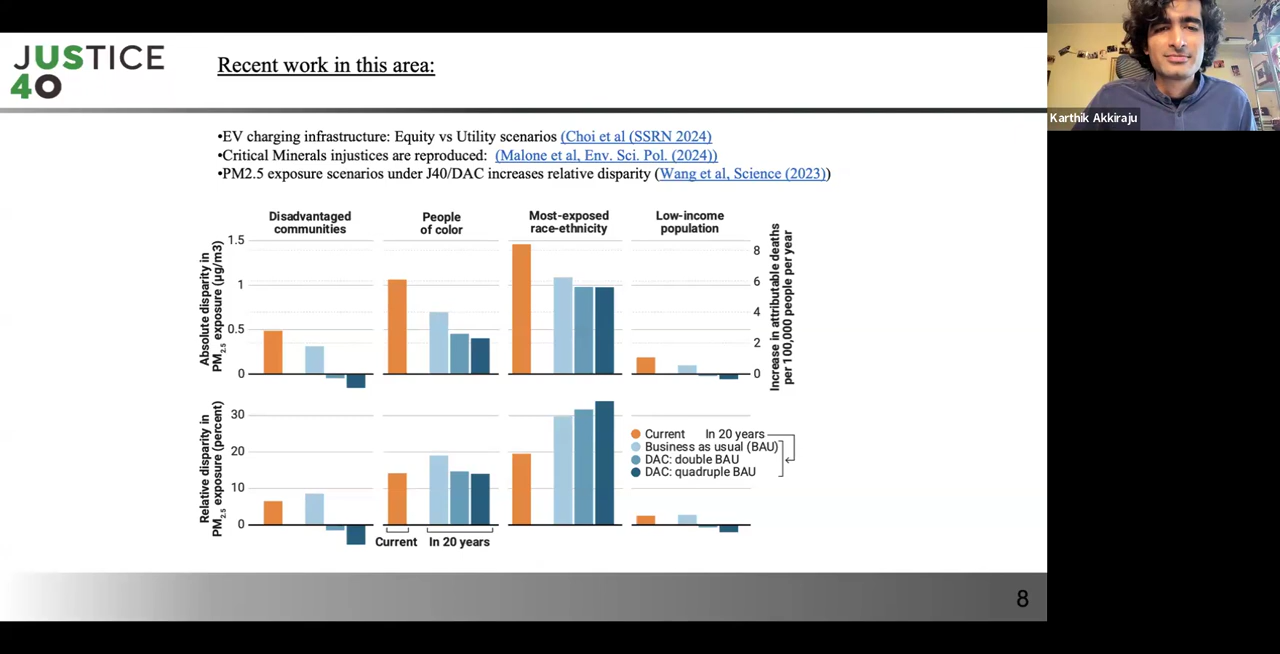 JUSTICE
40
Recent work in this area:
Karthik Akkiraju
•EV charging infrastructure: Equity vs Utility scenarios (Choi et al (SSRN 2024)
•Critical Minerals injustices are reproduced: (Malone et al, Env. Sci. Pol. (2024))
•PM2.5 exposure scenarios under J40/DAC increases relative disparity (Wang et al, Science (2023))
Disadvantaged
communities
People
of color
Most-exposed
race-ethnicity
Low-income
population
Absolute disparity in
PM2.5 exposure (µg/m3)
1.5
1
0.5
0
8
6
4
2
0
Increase in attributable deaths
per 100,000 people per year
Relative disparity in
PM2.5 exposure (percent)
30
20
10
0
Current In 20 years
Business as usual (BAU)
DAC: double BAU
DAC: quadruple BAU
Current In 20 years
8